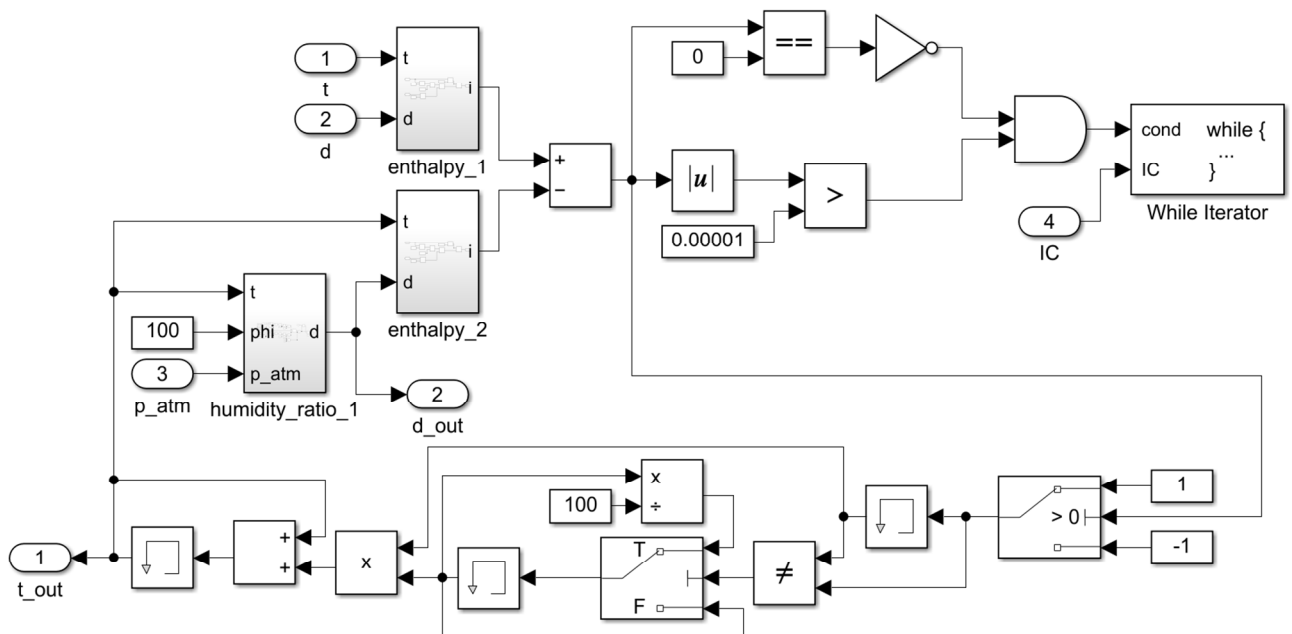 1
t
2
d
t
d
i
enthalpy_1
t
d
i
enthalpy_2
+
−
0
==
|u|
0.00001
>
cond while {
...
IC }
While Iterator
4
IC
t
phi d
p_atm
humidity_ratio_1
100
3
p_atm
2
d_out
1
t_out
+
+
x
x
÷
100
T
F
≠
> 0
1
-1